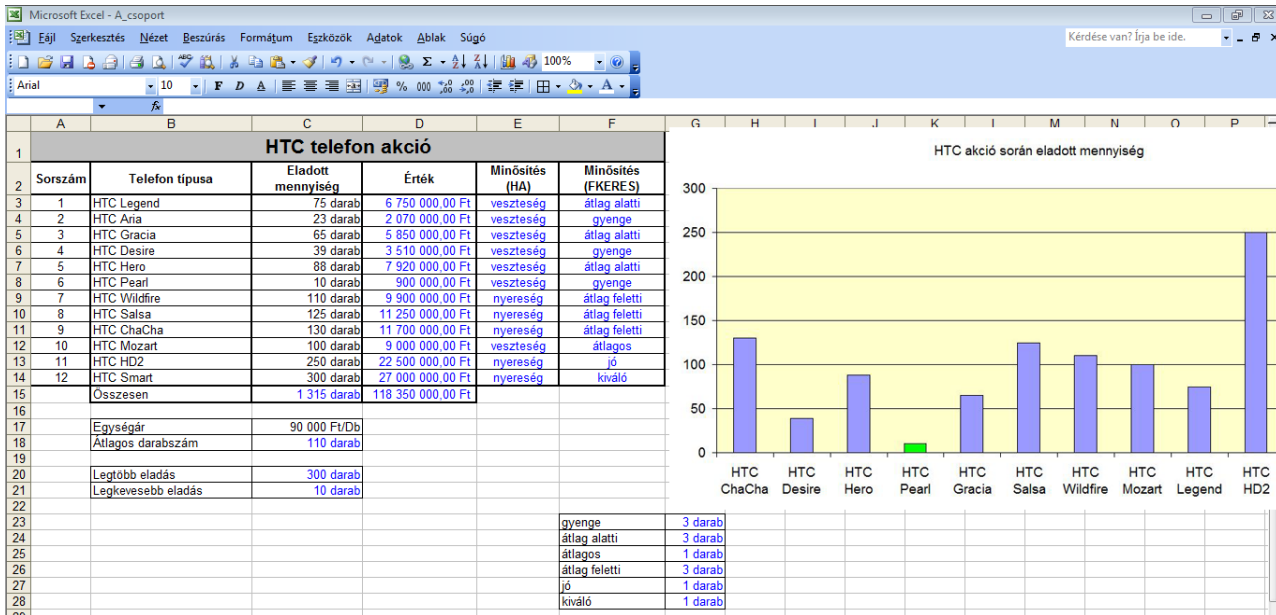 Microsoft Excel - A_csoport
Fájl Szerkesztés Nézet Beszúrás Formátum Eszközök Adatok Ablak Súgó
Kérdése van? Írja be ide.
100%
Arial 10 F D A % 000
fx
A B C D E F G H I J K L M N O P
1 HTC telefon akció
2 Sorszám Telefon típusa Eladott mennyiség Érték Minősítés (HA) Minősítés (FKERES)
3 1 HTC Legend 75 darab 6 750 000,00 Ft veszteség átlag alatti
4 2 HTC Aria 23 darab 2 070 000,00 Ft veszteség gyenge
5 3 HTC Gracia 65 darab 5 850 000,00 Ft veszteség átlag alatti
6 4 HTC Desire 39 darab 3 510 000,00 Ft veszteség gyenge
7 5 HTC Hero 88 darab 7 920 000,00 Ft veszteség átlag alatti
8 6 HTC Pearl 10 darab 900 000,00 Ft veszteség gyenge
9 7 HTC Wildfire 110 darab 9 900 000,00 Ft nyereség átlag feletti
10 8 HTC Salsa 125 darab 11 250 000,00 Ft nyereség átlag feletti
11 9 HTC ChaCha 130 darab 11 700 000,00 Ft nyereség átlag feletti
12 10 HTC Mozart 100 darab 9 000 000,00 Ft veszteség átlagos
13 11 HTC HD2 250 darab 22 500 000,00 Ft nyereség jó
14 12 HTC Smart 300 darab 27 000 000,00 Ft nyereség kiváló
15 Összesen 1 315 darab 118 350 000,00 Ft
16
17 Egységár 90 000 Ft/Db
18 Átlagos darabszám 110 darab
19
20 Legtöbb eladás 300 darab
21 Legkevesebb eladás 10 darab
22
23 gyenge 3 darab
24 átlag alatti 3 darab
25 átlagos 1 darab
26 átlag feletti 3 darab
27 jó 1 darab
28 kiváló 1 darab
HTC akció során eladott mennyiség
300
250
200
150
100
50
0
HTC ChaCha
HTC Desire
HTC Hero
HTC Pearl
HTC Gracia
HTC Salsa
HTC Wildfire
HTC Mozart
HTC Legend
HTC HD2